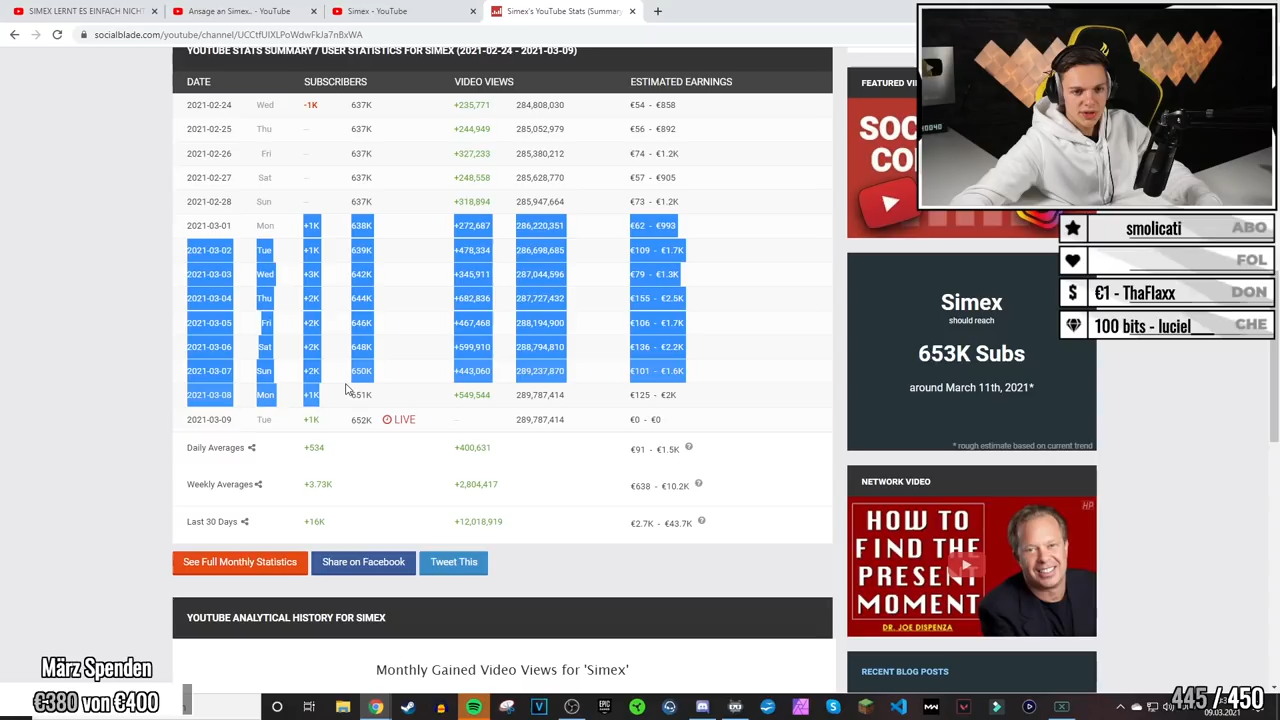 SIMEX LERNT ES EINFACH NICHT
Ansage an Simex.. - YouTube
Simex - YouTube
Simex's YouTube Stats (Summary
socialblade.com/youtube/channel/UCCtfUIXLPoWdwFkJa7nBxWA
YOUTUBE STATS SUMMARY / USER STATISTICS FOR SIMEX (2021-02-24 - 2021-03-09)
DATE SUBSCRIBERS VIDEO VIEWS ESTIMATED EARNINGS
2021-02-24 Wed -1K 637K +235,771 284,808,030 €54 - €858
2021-02-25 Thu -- 637K +244,949 285,052,979 €56 - €892
2021-02-26 Fri -- 637K +327,233 285,380,212 €74 - €1.2K
2021-02-27 Sat -- 637K +248,558 285,628,770 €57 - €905
2021-02-28 Sun -- 637K +318,894 285,947,664 €73 - €1.2K
2021-03-01 Mon +1K 638K +272,687 286,220,351 €62 - €993
2021-03-02 Tue +1K 639K +478,334 286,698,685 €109 - €1.7K
2021-03-03 Wed +3K 642K +345,911 287,044,596 €79 - €1.3K
2021-03-04 Thu +2K 644K +682,836 287,727,432 €155 - €2.5K
2021-03-05 Fri +2K 646K +467,468 288,194,900 €106 - €1.7K
2021-03-06 Sat +2K 648K +599,910 288,794,810 €136 - €2.2K
2021-03-07 Sun +2K 650K +443,060 289,237,870 €101 - €1.6K
2021-03-08 Mon +1K 651K +549,544 289,787,414 €125 - €2K
2021-03-09 Tue +1K 652K LIVE -- 289,787,414 €0 - €0
Daily Averages +534 +400,631 €91 - €1.5K
Weekly Averages +3.73K +2,804,417 €638 - €10.2K
Last 30 Days +16K +12,018,919 €2.7K - €43.7K
See Full Monthly Statistics
Share on Facebook
Tweet This
YOUTUBE ANALYTICAL HISTORY FOR SIMEX
Monthly Gained Video Views for 'Simex'
FEATURED VI
SOC
CO
Simex
should reach
653K Subs
around March 11th, 2021*
* rough estimate based on current trend
NETWORK VIDEO
HP
HOW TO
FIND THE
PRESENT
MOMENT
DR. JOE DISPENZA
RECENT BLOG POSTS
smolicati ABO
FOL
€1 - ThaFlaxx DON
100 bits - luciel___ CHE
März Spenden
€380 von €400
445 / 450
09.03.2021